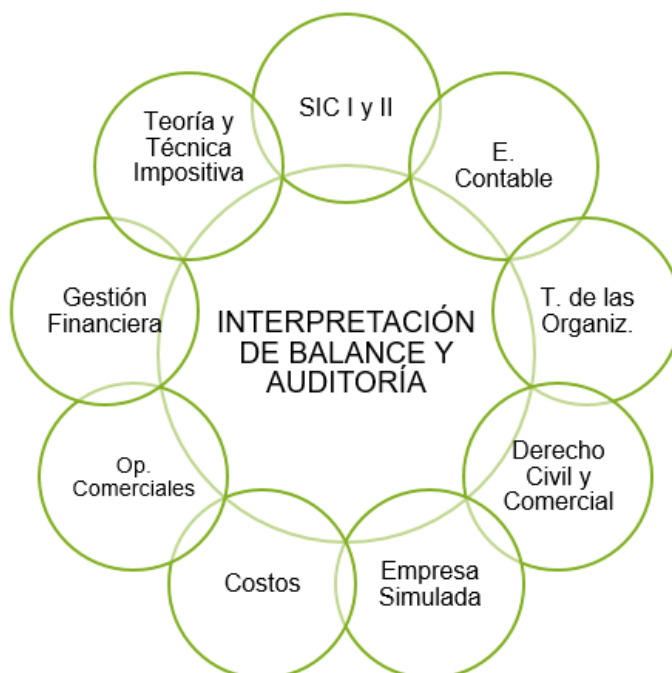 SIC I y II
E.
Contable
T. de las
Organiz.
Derecho
Civil y
Comercial
Empresa
Simulada
Costos
Op.
Comerciales
Gestión
Financiera
Teoría y
Técnica
Impositiva
INTERPRETACIÓN
DE BALANCE Y
AUDITORÍA